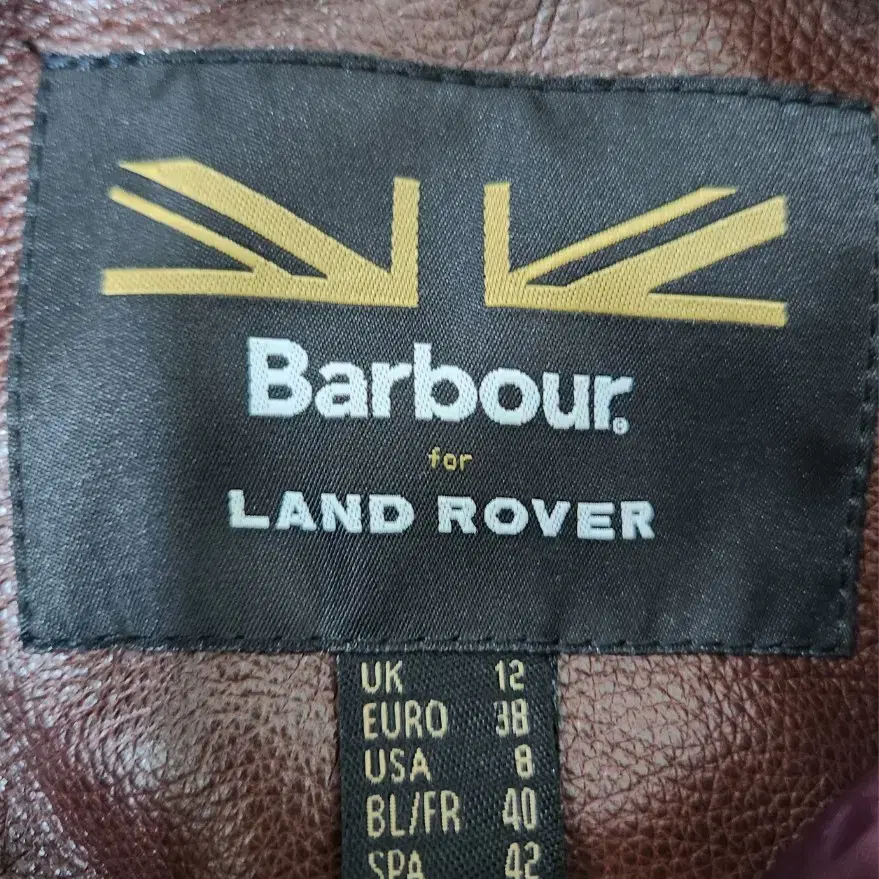 Barbour.
for
LAND ROVER
UK 12
EURO 38
USA 8
BL/FR 40
SPA 42